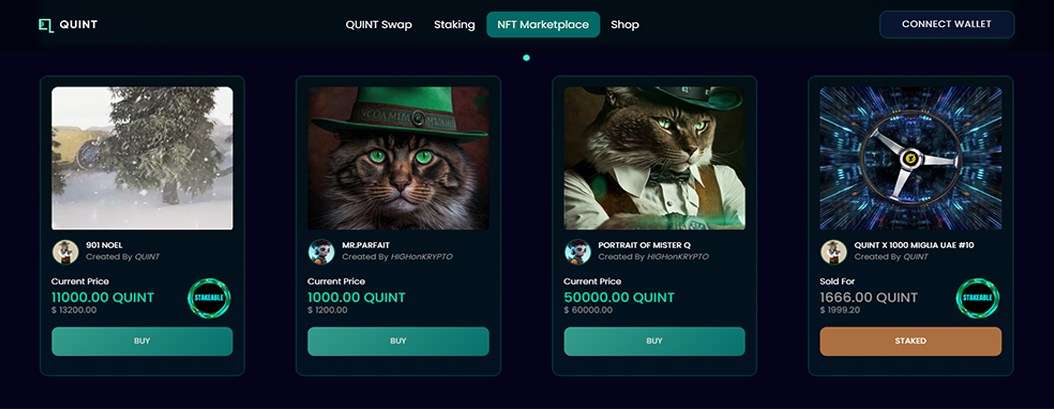 QUINT
QUINT Swap
Staking
NFT Marketplace
Shop
CONNECT WALLET
901 NOEL
Created By QUINT
Current Price
11000.00 QUINT
$ 13200.00
STAKEABLE
BUY
MR.PARFAIT
Created By HIGHonKRYPTO
Current Price
1000.00 QUINT
$ 1200.00
BUY
PORTRAIT OF MISTER Q
Created By HIGHonKRYPTO
Current Price
50000.00 QUINT
$ 60000.00
BUY
QUINT X 1000 MIGLIA UAE #10
Created By QUINT
Sold For
1666.00 QUINT
$ 1999.20
STAKEABLE
STAKED